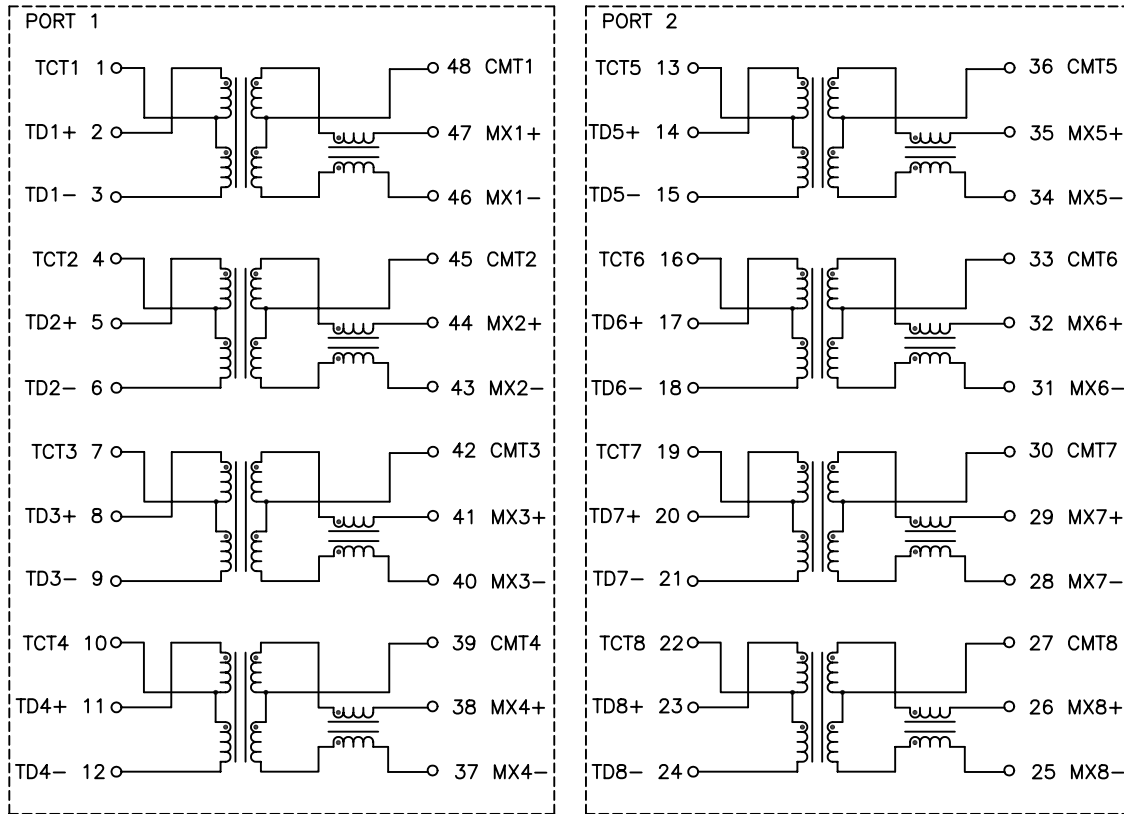 PORT 1
TCT1 1 48 CMT1
TD1+ 2 47 MX1+
TD1- 3 46 MX1-
TCT2 4 45 CMT2
TD2+ 5 44 MX2+
TD2- 6 43 MX2-
TCT3 7 42 CMT3
TD3+ 8 41 MX3+
TD3- 9 40 MX3-
TCT4 10 39 CMT4
TD4+ 11 38 MX4+
TD4- 12 37 MX4-
PORT 2
TCT5 13 36 CMT5
TD5+ 14 35 MX5+
TD5- 15 34 MX5-
TCT6 16 33 CMT6
TD6+ 17 32 MX6+
TD6- 18 31 MX6-
TCT7 19 30 CMT7
TD7+ 20 29 MX7+
TD7- 21 28 MX7-
TCT8 22 27 CMT8
TD8+ 23 26 MX8+
TD8- 24 25 MX8-